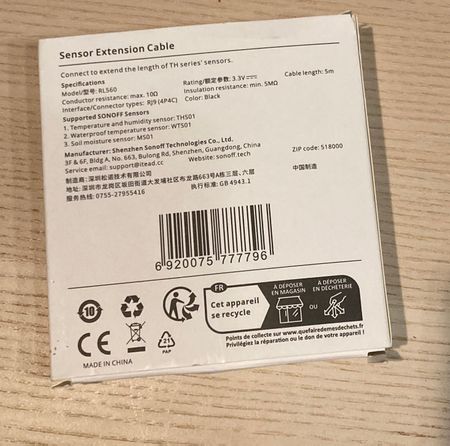 Sensor Extension Cable
Connect to extend the length of TH series' sensors.
Specifications
Model/型号: RL560 Rating/额定参数: 3.3V⎓ Cable length: 5m
Conductor resistance: max. 10Ω Insulation resistance: min. 5MΩ
Interface/Connector types: RJ9 (4P4C) Color: Black
Supported SONOFF Sensors
1. Temperature and humidity sensor: THS01
2. Waterproof temperature sensor: WTS01
3. Soil moisture sensor: MS01
Manufacturer: Shenzhen Sonoff Technologies Co., Ltd.
3F & 6F, Bldg A, No. 663, Bulong Rd, Shenzhen, Guangdong, China ZIP code: 518000
Service email: support@itead.cc Website: sonoff.tech
制造商: 深圳松诺技术有限公司 中国制造
地址: 深圳市龙岗区坂田街道大发埔社区布龙路663号A栋三层、六层
服务电话: 0755-27955416 执行标准: GB 4943.1
6 920075 777796
FR
Cet appareil
se recycle
À DÉPOSER
EN MAGASIN
OU
À DÉPOSER
EN DÉCHÈTERIE
Points de collecte sur www.quefairedemesdechets.fr
Privilégiez la réparation ou le don de votre appareil !
10
CE
21
PAP
MADE IN CHINA